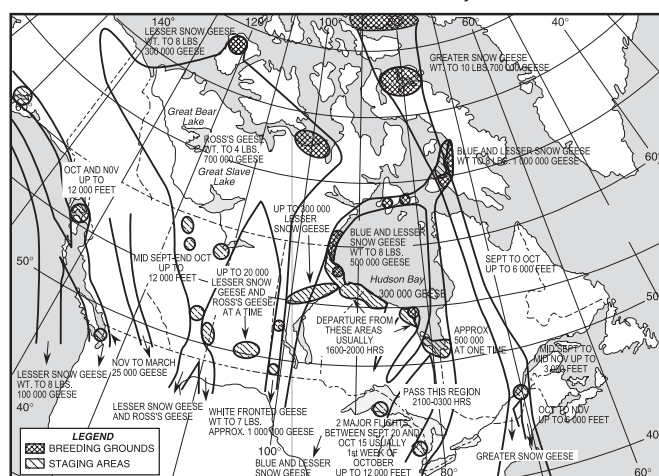 140°
120°
80°
60°
40°
LESSER SNOW GEESE
WT. TO 8 LBS.
300 000 GEESE
GREATER SNOW GEESE
WT. TO 10 LBS. 700 000 GEESE
Great Bear
Lake
ROSS'S GEESE
WT. TO 4 LBS.
700 000 GEESE
Great Slave
Lake
BLUE AND LESSER SNOW GEESE
WT TO 8 LBS. 1 000 000 GEESE
60°
60°
OCT AND NOV
UP TO
12 000 FEET
UP TO 300 000
LESSER
SNOW GEESE
BLUE AND LESSER
SNOW GEESE
WT TO 8 LBS.
500 000 GEESE
Hudson Bay
300 000 GEESE
MID SEPT-END OCT
UP TO
12 000 FEET
SEPT TO OCT
UP TO 6 000 FEET
50°
50°
UP TO 20 000
LESSER SNOW
GEESE AND
ROSS'S GEESE
AT A TIME
DEPARTURE FROM
THESE AREAS
USUALLY
1600-2000 HRS
APPROX
500 000
AT ONE TIME
MID SEPT TO
MID NOV UP TO
3 000 FEET
NOV TO MARCH
25 000 GEESE
LESSER SNOW GEESE
WT. TO 8 LBS.
100 000 GEESE
PASS THIS REGION
2100-0300 HRS
40°
40°
LESSER SNOW GEESE
AND ROSS'S GEESE
WHITE FRONTED GEESE
WT TO 7 LBS.
APPROX. 1 000 000 GEESE
OCT TO NOV
UP TO 6 000 FEET
2 MAJOR FLIGHTS
BETWEEN SEPT 20 AND
OCT 15 USUALLY
1st WEEK OF
OCTOBER
UP TO 12 000 FEET
100°
BLUE AND LESSER
SNOW GEESE
80°
GREATER SNOW GEESE
LEGEND
BREEDING GROUNDS
STAGING AREAS